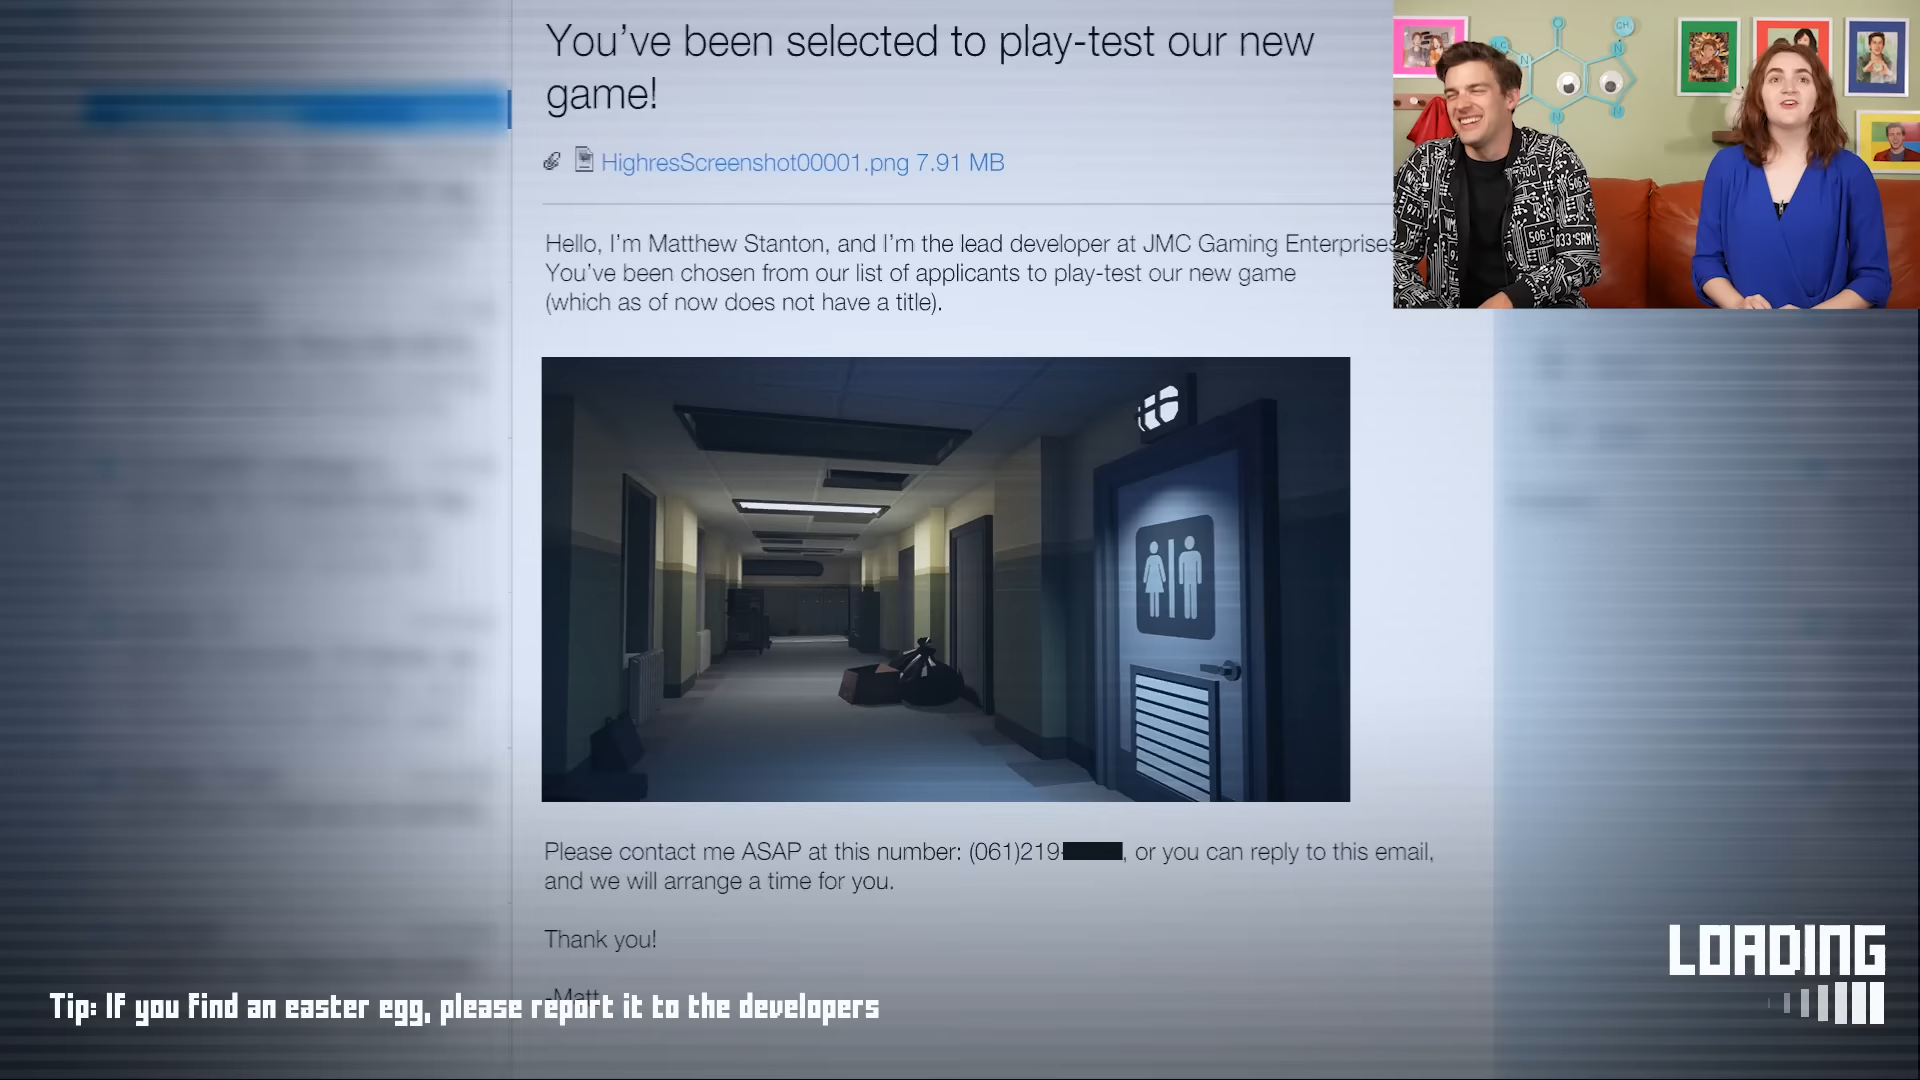 You've been selected to play-test our new
game!
HighresScreenshot00001.png 7.91 MB
Hello, I'm Matthew Stanton, and I'm the lead developer at JMC Gaming Enterprises
You've been chosen from our list of applicants to play-test our new game
(which as of now does not have a title).
Please contact me ASAP at this number: (061)219-, or you can reply to this email,
and we will arrange a time for you.
Thank you!
-Matt
Tip: If you find an easter egg, please report it to the developers
LOADING